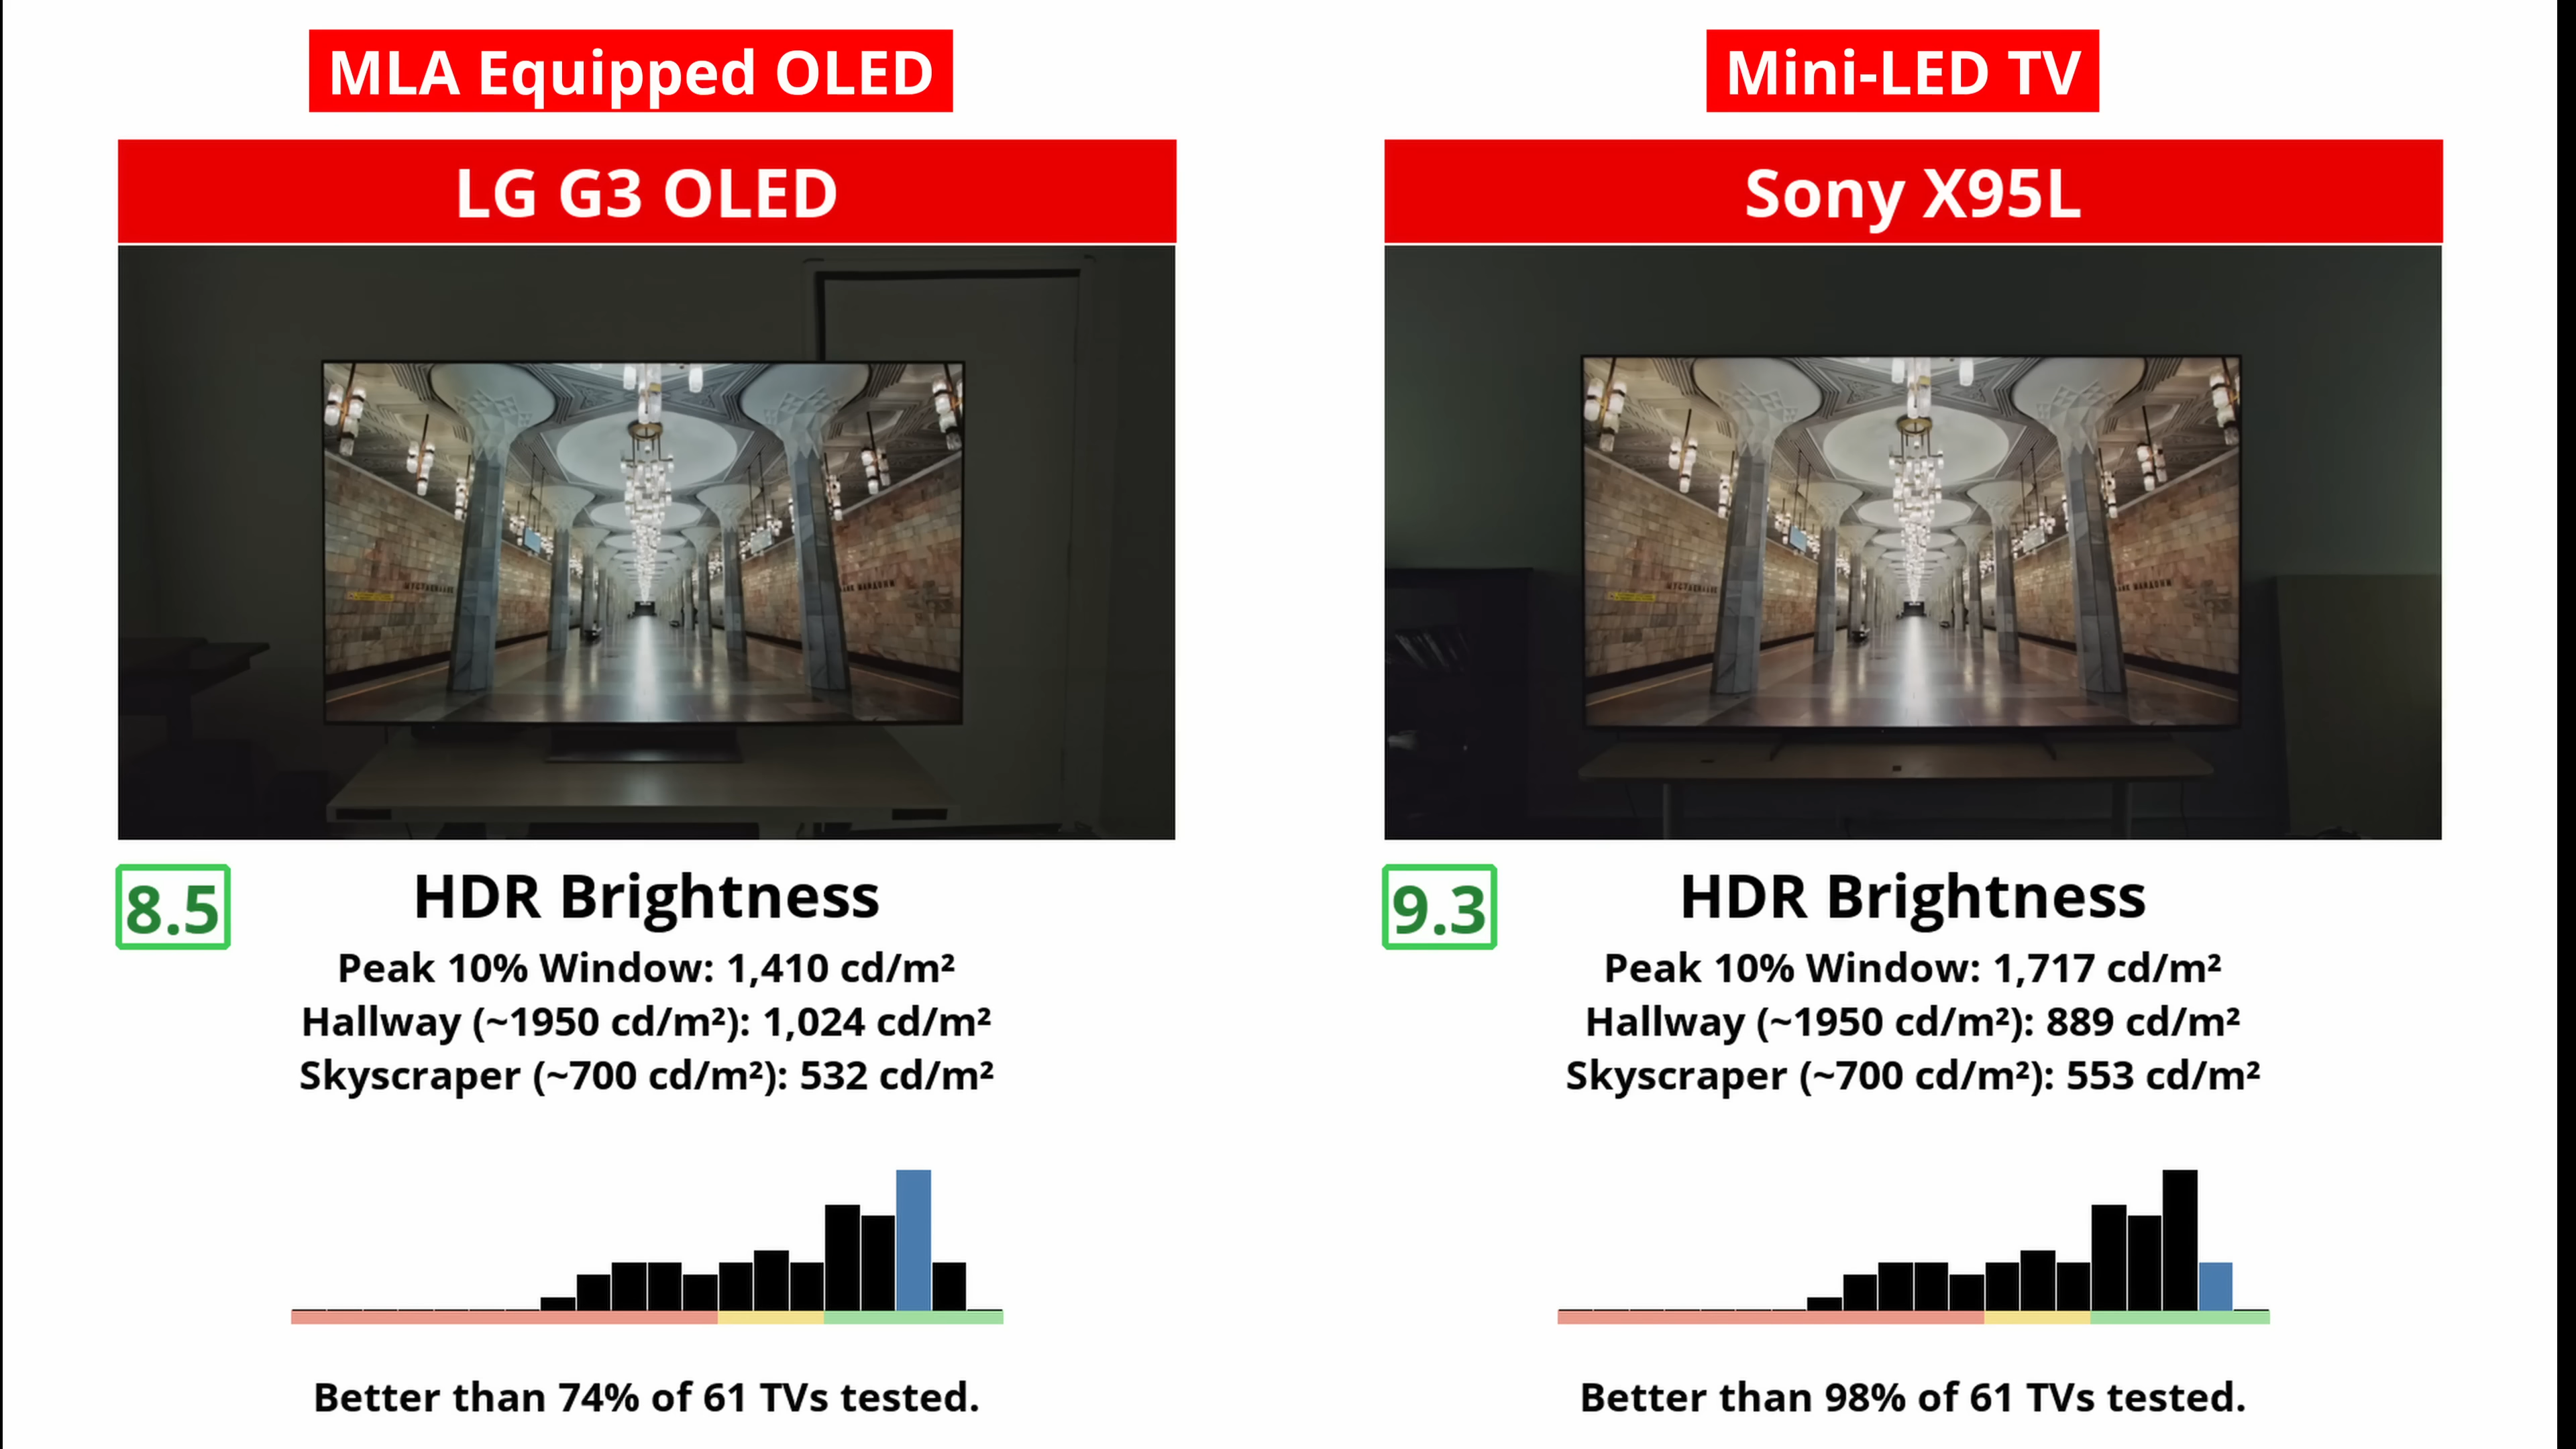 MLA Equipped OLED
LG G3 OLED
8.5
HDR Brightness
Peak 10% Window: 1,410 cd/m²
Hallway (~1950 cd/m²): 1,024 cd/m²
Skyscraper (~700 cd/m²): 532 cd/m²
Better than 74% of 61 TVs tested.
Mini-LED TV
Sony X95L
9.3
HDR Brightness
Peak 10% Window: 1,717 cd/m²
Hallway (~1950 cd/m²): 889 cd/m²
Skyscraper (~700 cd/m²): 553 cd/m²
Better than 98% of 61 TVs tested.